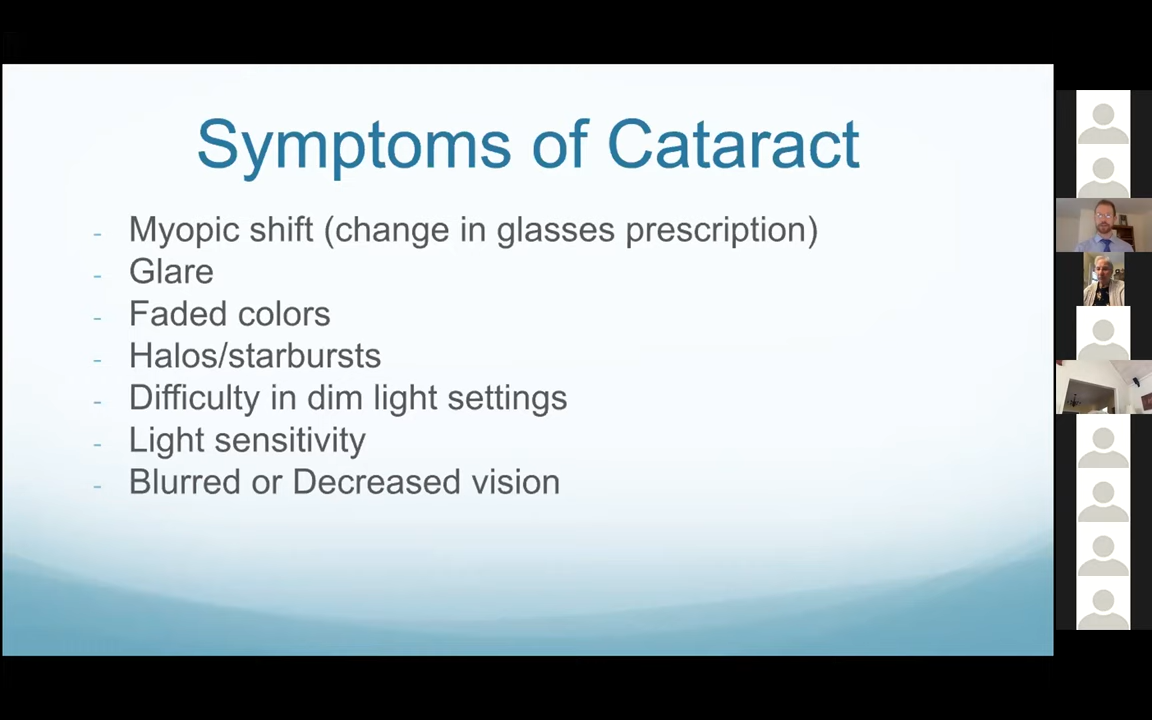 Symptoms of Cataract
- Myopic shift (change in glasses prescription)
- Glare
- Faded colors
- Halos/starbursts
- Difficulty in dim light settings
- Light sensitivity
- Blurred or Decreased vision